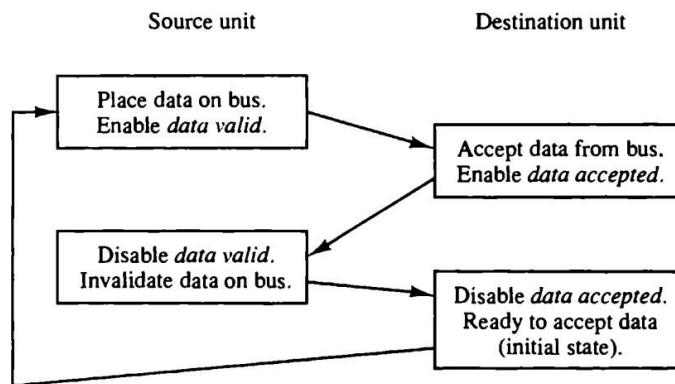 Source unit
Destination unit
Place data on bus.
Enable data valid.
Accept data from bus.
Enable data accepted.
Disable data valid.
Invalidate data on bus.
Disable data accepted.
Ready to accept data
(initial state).